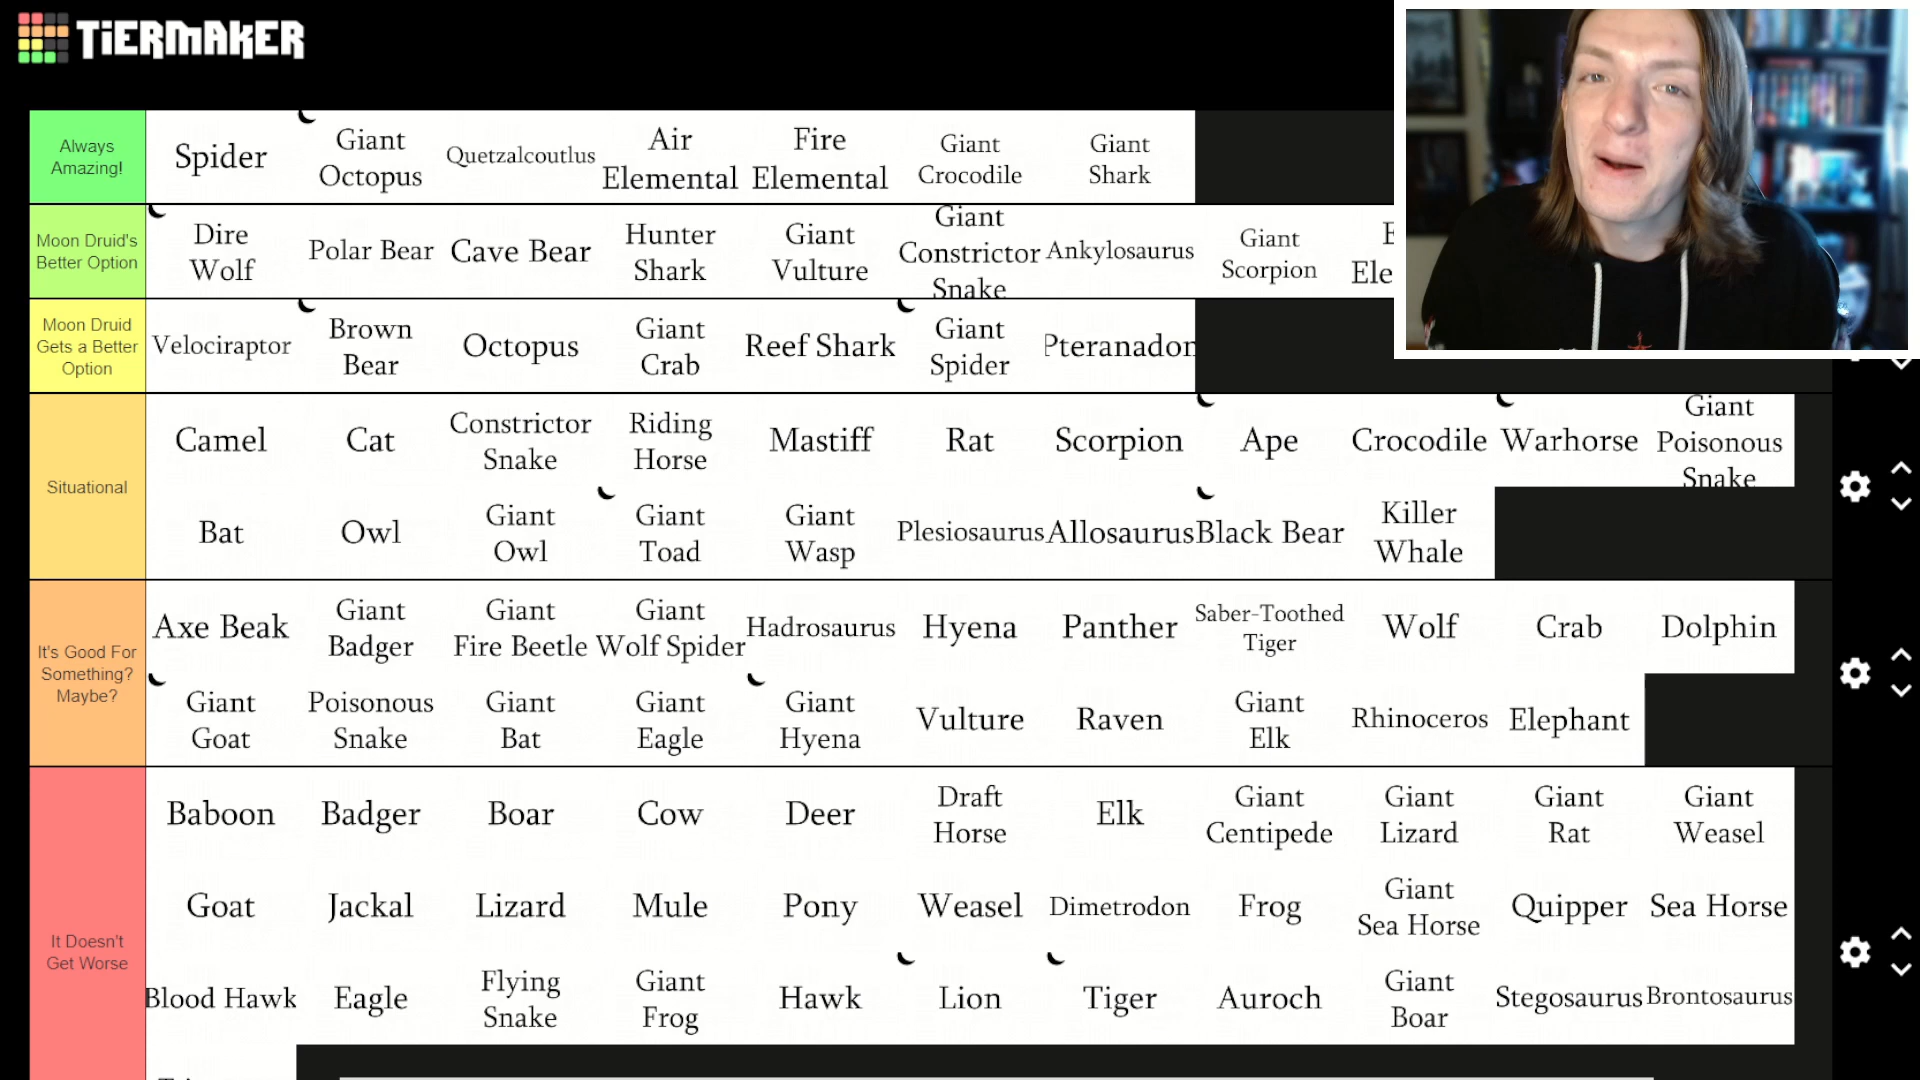 TiERMAKER
Always
Amazing!
Spider
Giant
Octopus
Quetzalcoutlus
Air
Elemental
Fire
Elemental
Giant
Crocodile
Giant
Shark
Moon Druid's
Better Option
Dire
Wolf
Polar Bear
Cave Bear
Hunter
Shark
Giant
Vulture
Giant
Constrictor
Snake
Ankylosaurus
Giant
Scorpion
Moon Druid
Gets a Better
Option
Velociraptor
Brown
Bear
Octopus
Giant
Crab
Reef Shark
Giant
Spider
Pteranadon
Situational
Camel
Cat
Constrictor
Snake
Riding
Horse
Mastiff
Rat
Scorpion
Ape
Crocodile
Warhorse
Giant
Poisonous
Snake
Bat
Owl
Giant
Owl
Giant
Toad
Giant
Wasp
Plesiosaurus
Allosaurus
Black Bear
Killer
Whale
It's Good For
Something?
Maybe?
Axe Beak
Giant
Badger
Giant
Fire Beetle
Giant
Wolf Spider
Hadrosaurus
Hyena
Panther
Saber-Toothed
Tiger
Wolf
Crab
Dolphin
Giant
Goat
Poisonous
Snake
Giant
Bat
Giant
Eagle
Giant
Hyena
Vulture
Raven
Giant
Elk
Rhinoceros
Elephant
It Doesn't
Get Worse
Baboon
Badger
Boar
Cow
Deer
Draft
Horse
Elk
Giant
Centipede
Giant
Lizard
Giant
Rat
Giant
Weasel
Goat
Jackal
Lizard
Mule
Pony
Weasel
Dimetrodon
Frog
Giant
Sea Horse
Quipper
Sea Horse
Blood Hawk
Eagle
Flying
Snake
Giant
Frog
Hawk
Lion
Tiger
Auroch
Giant
Boar
Stegosaurus
Brontosaurus